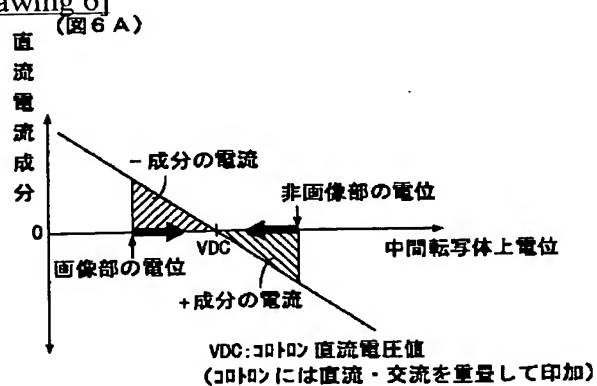 awing 6]
(図6A)
直流電流成分
-成分の電流
非画像部の電位
0
VDC
中間転写体上電位
画像部の電位
+成分の電流
VDC:コロトロン直流電圧値
(コロトロンには直流・交流を重畳して印加)